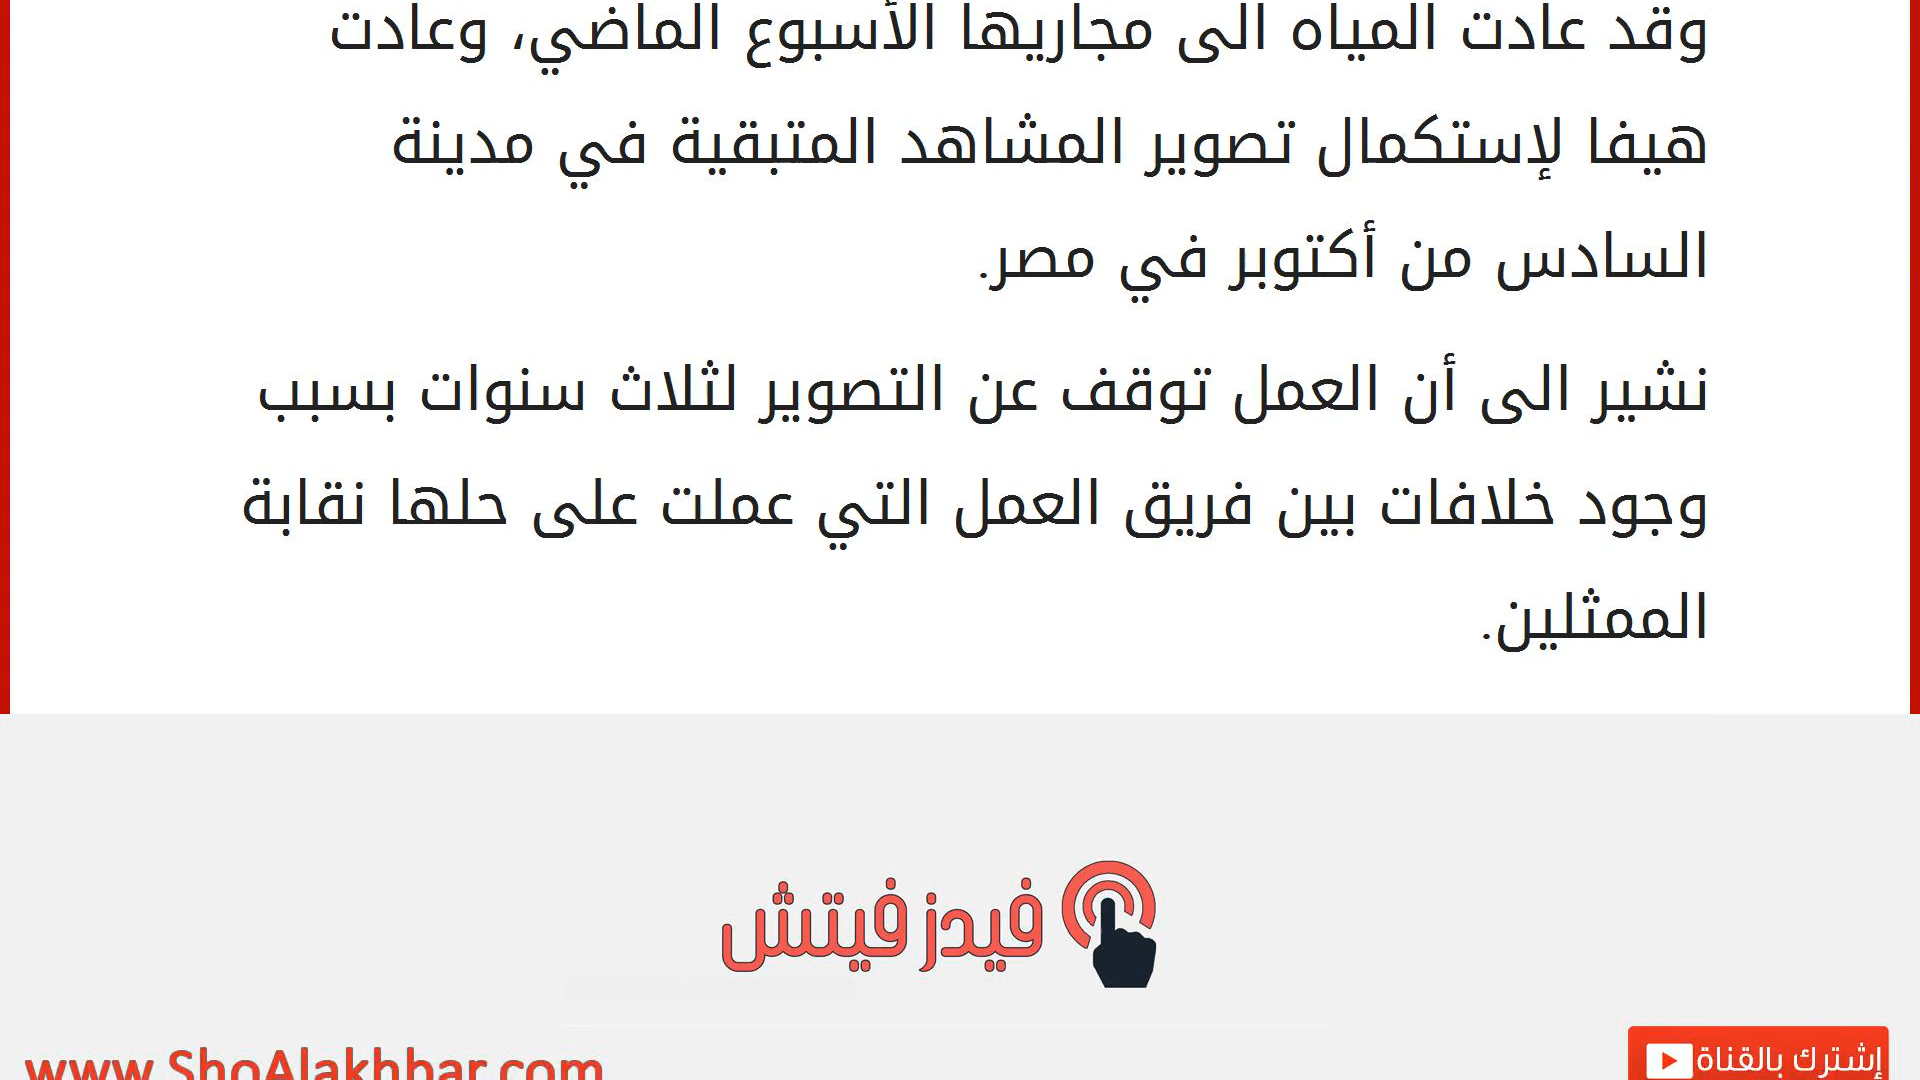 وقد عادت المياه الى مجاريها الأسبوع الماضي، وعادت
هيفا لإستكمال تصوير المشاهد المتبقية في مدينة
السادس من أكتوبر في مصر.
نشير الى أن العمل توقف عن التصوير لثلاث سنوات بسبب
وجود خلافات بين فريق العمل التي عملت على حلها نقابة
الممثلين.
فيدز فيتش
www.ShoAlakhbar.com
إشترك بالقناة